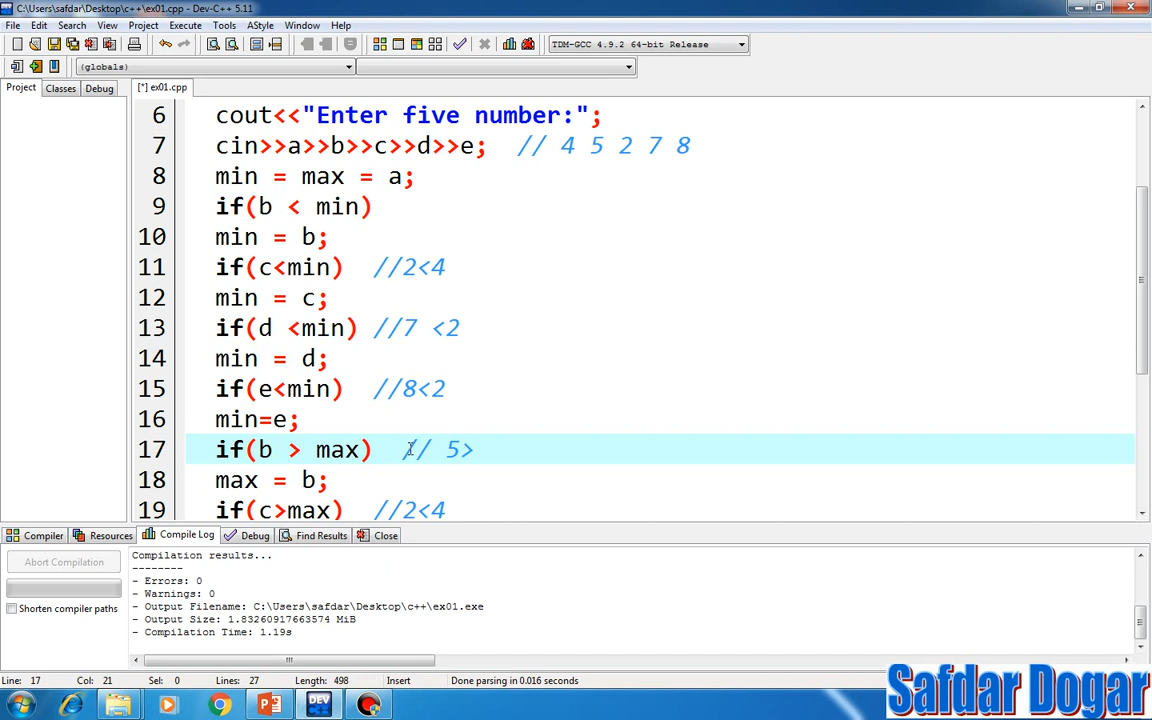 C:\Users\safdar\Desktop\c++\ex01.cpp - Dev-C++ 5.11
File Edit Search View Project Execute Tools AStyle Window Help
TDM-GCC 4.9.2 64-bit Release
(globals)
Project Classes Debug [*] ex01.cpp
6 cout<<"Enter five number:";
7 cin>>a>>b>>c>>d>>e; // 4 5 2 7 8
8 min = max = a;
9 if(b < min)
10 min = b;
11 if(c<min) //2<4
12 min = c;
13 if(d <min) //7 <2
14 min = d;
15 if(e<min) //8<2
16 min=e;
17 if(b > max) // 5>
18 max = b;
19 if(c>max) //2<4
Compiler Resources Compile Log Debug Find Results Close
Abort Compilation
Shorten compiler paths
Compilation results...
--------
- Errors: 0
- Warnings: 0
- Output Filename: C:\Users\safdar\Desktop\c++\ex01.exe
- Output Size: 1.83260917663574 MiB
- Compilation Time: 1.19s
Line: 17 Col: 21 Sel: 0 Lines: 27 Length: 498 Insert Done parsing in 0.016 seconds
DEV
Safdar Dogar